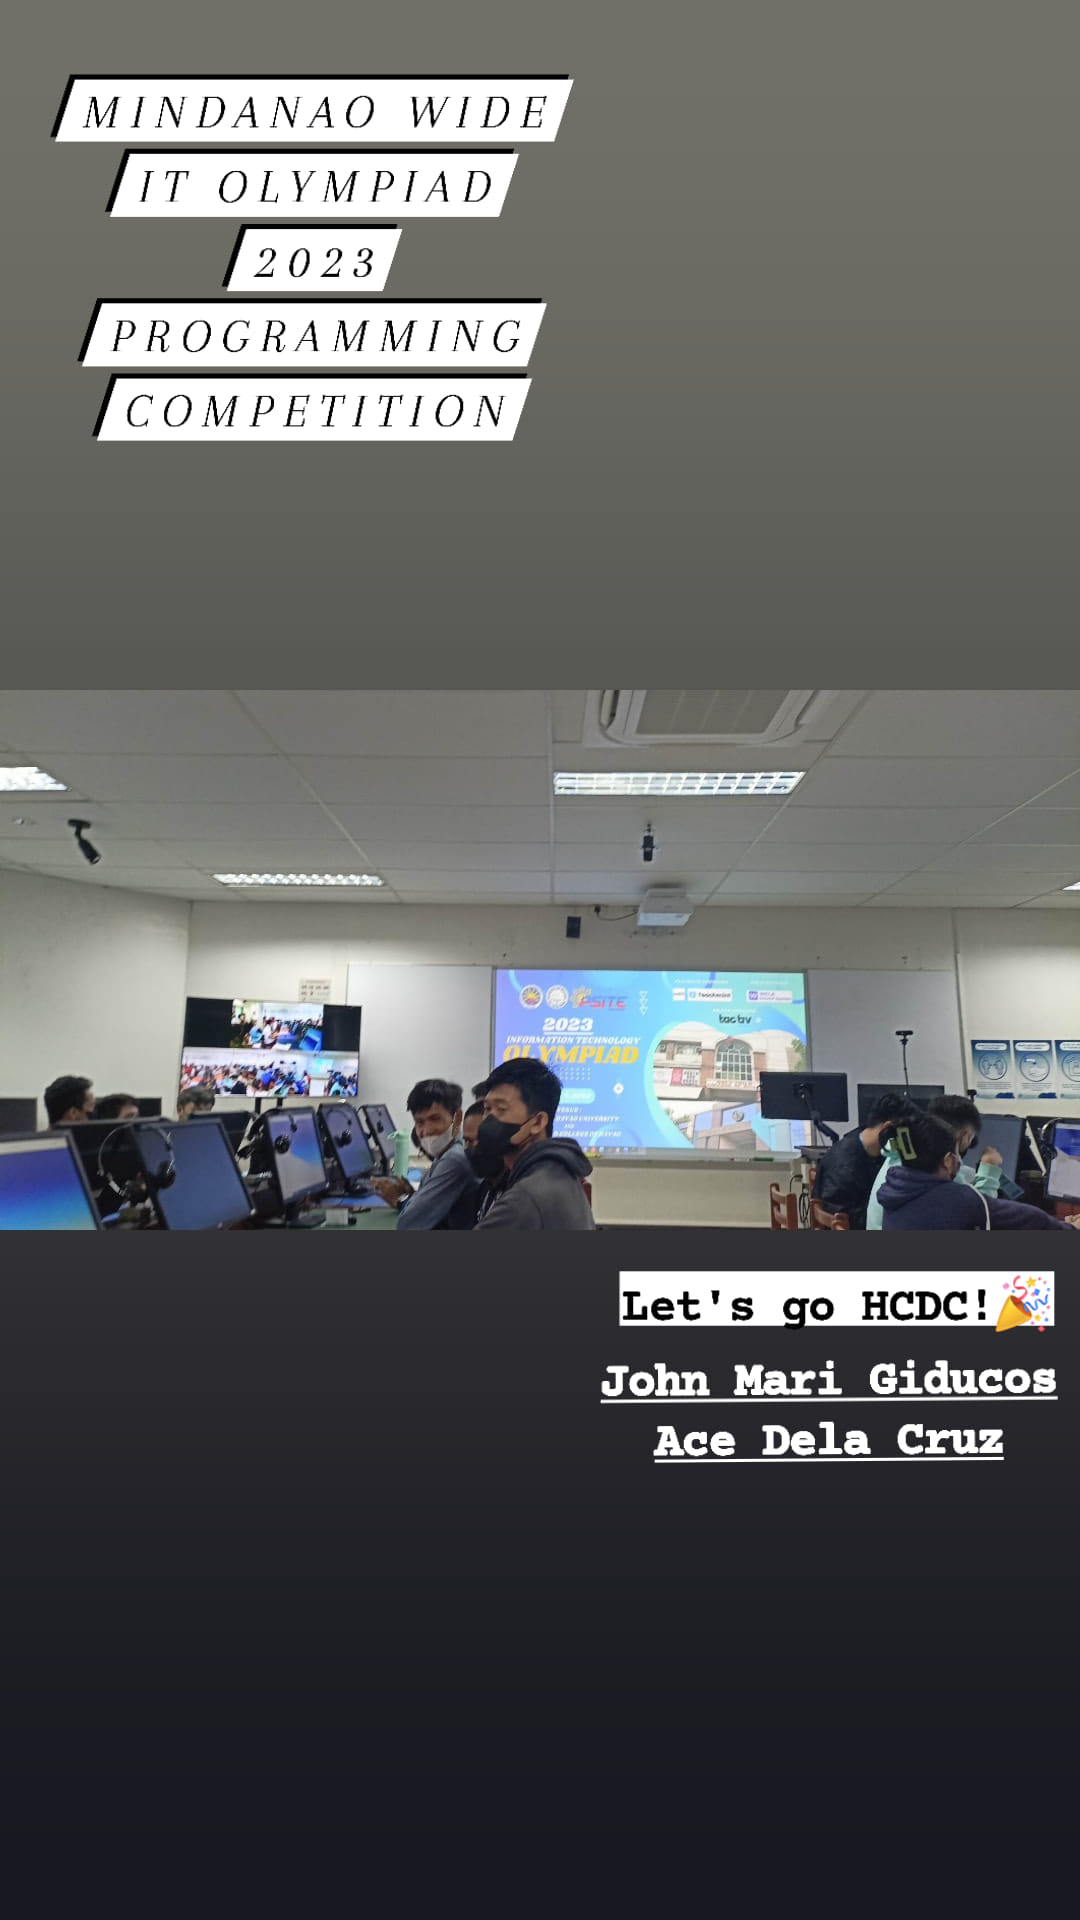 MINDANAO WIDE
IT OLYMPIAD
2023
PROGRAMMING
COMPETITION
PSITE
2023
INFORMATION TECHNOLOGY
OLYMPIAD
tactiv
Let's go HCDC!🎉
John Mari Giducos
Ace Dela Cruz